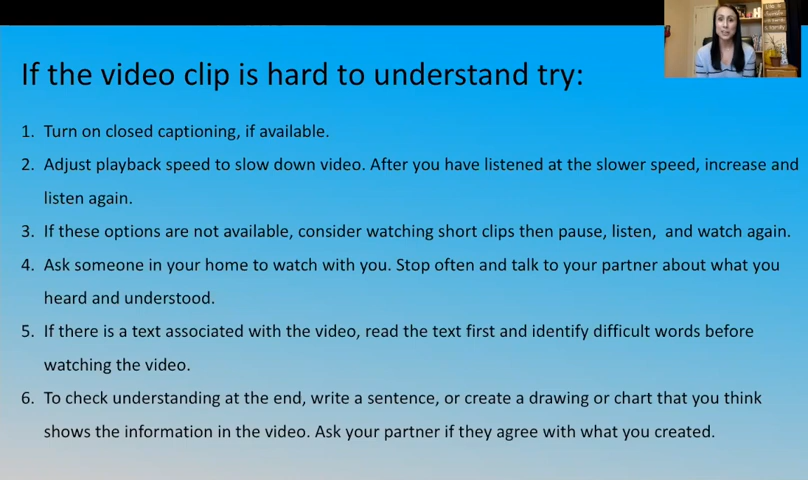 If the video clip is hard to understand try:
1. Turn on closed captioning, if available.
2. Adjust playback speed to slow down video. After you have listened at the slower speed, increase and
listen again.
3. If these options are not available, consider watching short clips then pause, listen, and watch again.
4. Ask someone in your home to watch with you. Stop often and talk to your partner about what you
heard and understood.
5. If there is a text associated with the video, read the text first and identify difficult words before
watching the video.
6. To check understanding at the end, write a sentence, or create a drawing or chart that you think
shows the information in the video. Ask your partner if they agree with what you created.